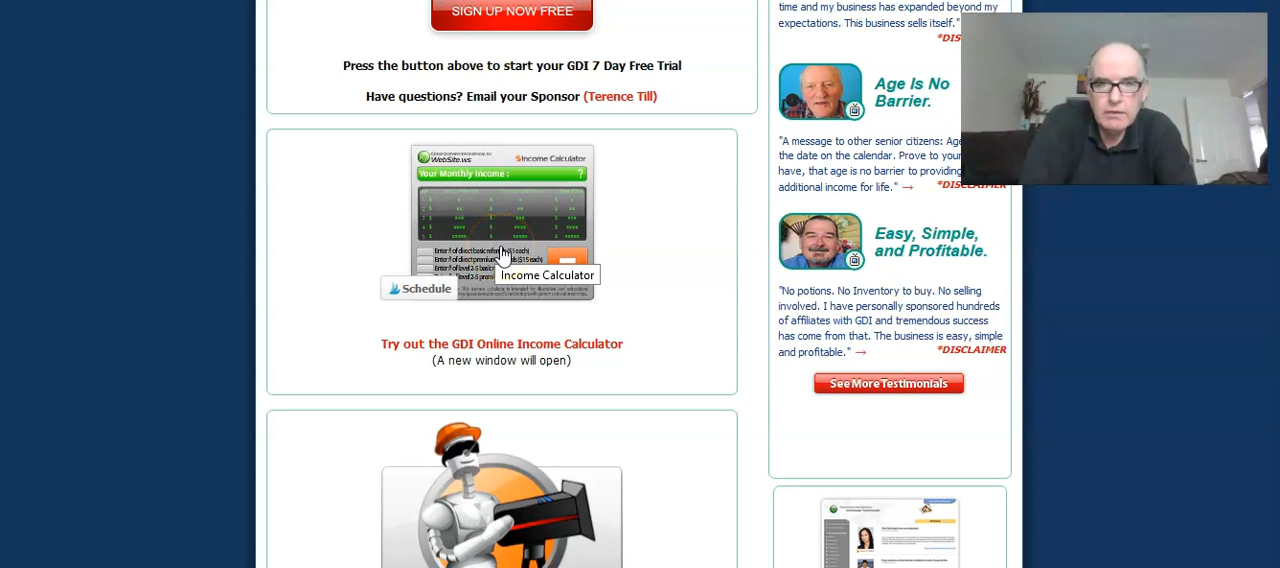 SIGN UP NOW FREE
Press the button above to start your GDI 7 Day Free Trial
Have questions? Email your Sponsor (Terence Till)
WebSite.ws
Income Calculator
Your Monthly Income :
?
Schedule
Income Calculator
Try out the GDI Online Income Calculator
(A new window will open)
time and my business has expanded beyond my
expectations. This business sells itself."
*DIS
Age Is No
Barrier.
"A message to other senior citizens: Age
the date on the calendar. Prove to your
have, that age is no barrier to providing
additional income for life." →
*DISCLAIMER
Easy, Simple,
and Profitable.
"No potions. No Inventory to buy. No selling
involved. I have personally sponsored hundreds
of affiliates with GDI and tremendous success
has come from that. The business is easy, simple
and profitable." →
*DISCLAIMER
See More Testimonials